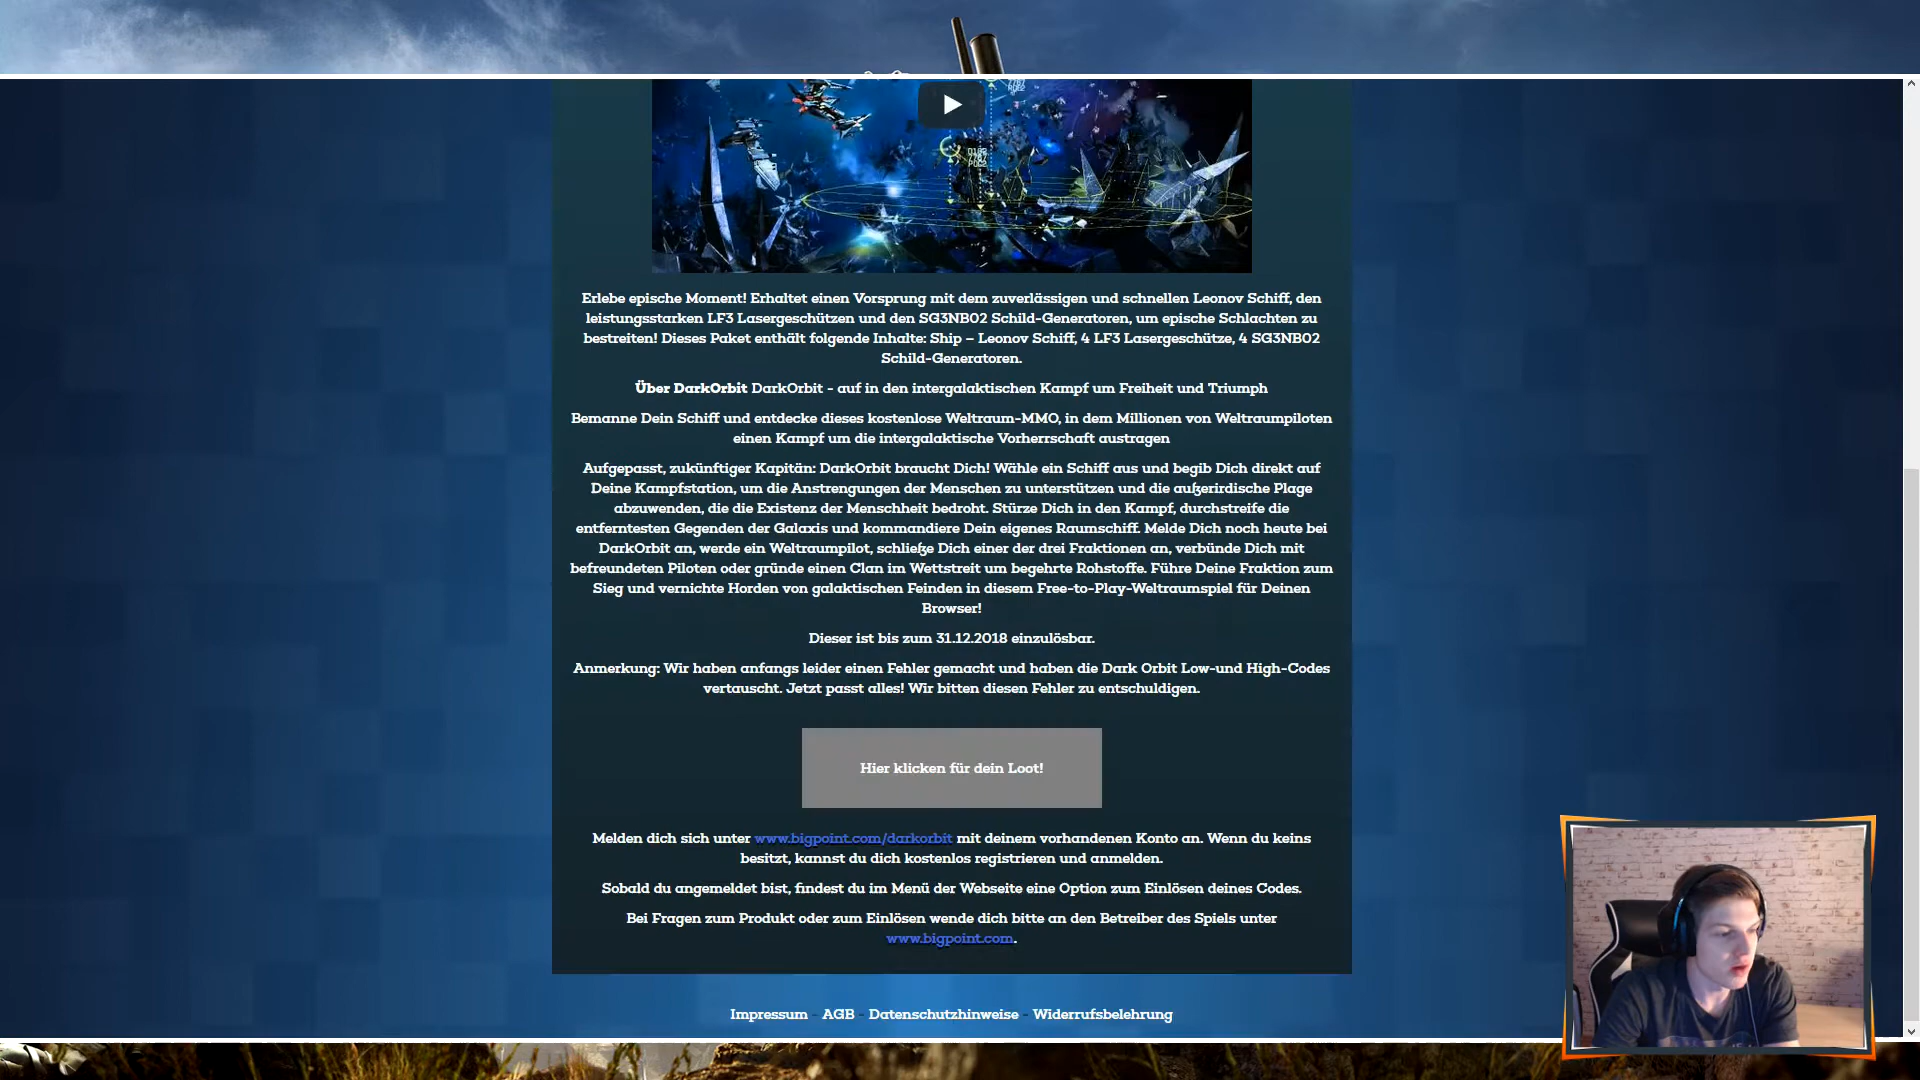 7787
PDC2
0168
7787
PDC2
Erlebe epische Moment! Erhaltet einen Vorsprung mit dem zuverlässigen und schnellen Leonov Schiff, den
leistungsstarken LF3 Lasergeschützen und den SG3NB02 Schild-Generatoren, um epische Schlachten zu
bestreiten! Dieses Paket enthält folgende Inhalte: Ship – Leonov Schiff, 4 LF3 Lasergeschütze, 4 SG3NB02
Schild-Generatoren.
Über DarkOrbit DarkOrbit - auf in den intergalaktischen Kampf um Freiheit und Triumph
Bemanne Dein Schiff und entdecke dieses kostenlose Weltraum-MMO, in dem Millionen von Weltraumpiloten
einen Kampf um die intergalaktische Vorherrschaft austragen
Aufgepasst, zukünftiger Kapitän: DarkOrbit braucht Dich! Wähle ein Schiff aus und begib Dich direkt auf
Deine Kampfstation, um die Anstrengungen der Menschen zu unterstützen und die außerirdische Plage
abzuwenden, die die Existenz der Menschheit bedroht. Stürze Dich in den Kampf, durchstreife die
entferntesten Gegenden der Galaxis und kommandiere Dein eigenes Raumschiff. Melde Dich noch heute bei
DarkOrbit an, werde ein Weltraumpilot, schließe Dich einer der drei Fraktionen an, verbünde Dich mit
befreundeten Piloten oder gründe einen Clan im Wettstreit um begehrte Rohstoffe. Führe Deine Fraktion zum
Sieg und vernichte Horden von galaktischen Feinden in diesem Free-to-Play-Weltraumspiel für Deinen
Browser!
Dieser ist bis zum 31.12.2018 einzulösbar.
Anmerkung: Wir haben anfangs leider einen Fehler gemacht und haben die Dark Orbit Low-und High-Codes
vertauscht. Jetzt passt alles! Wir bitten diesen Fehler zu entschuldigen.
Hier klicken für dein Loot!
Melden dich sich unter www.bigpoint.com/darkorbit mit deinem vorhandenen Konto an. Wenn du keins
besitzt, kannst du dich kostenlos registrieren und anmelden.
Sobald du angemeldet bist, findest du im Menü der Webseite eine Option zum Einlösen deines Codes.
Bei Fragen zum Produkt oder zum Einlösen wende dich bitte an den Betreiber des Spiels unter
www.bigpoint.com.
Impressum - AGB - Datenschutzhinweise - Widerrufsbelehrung